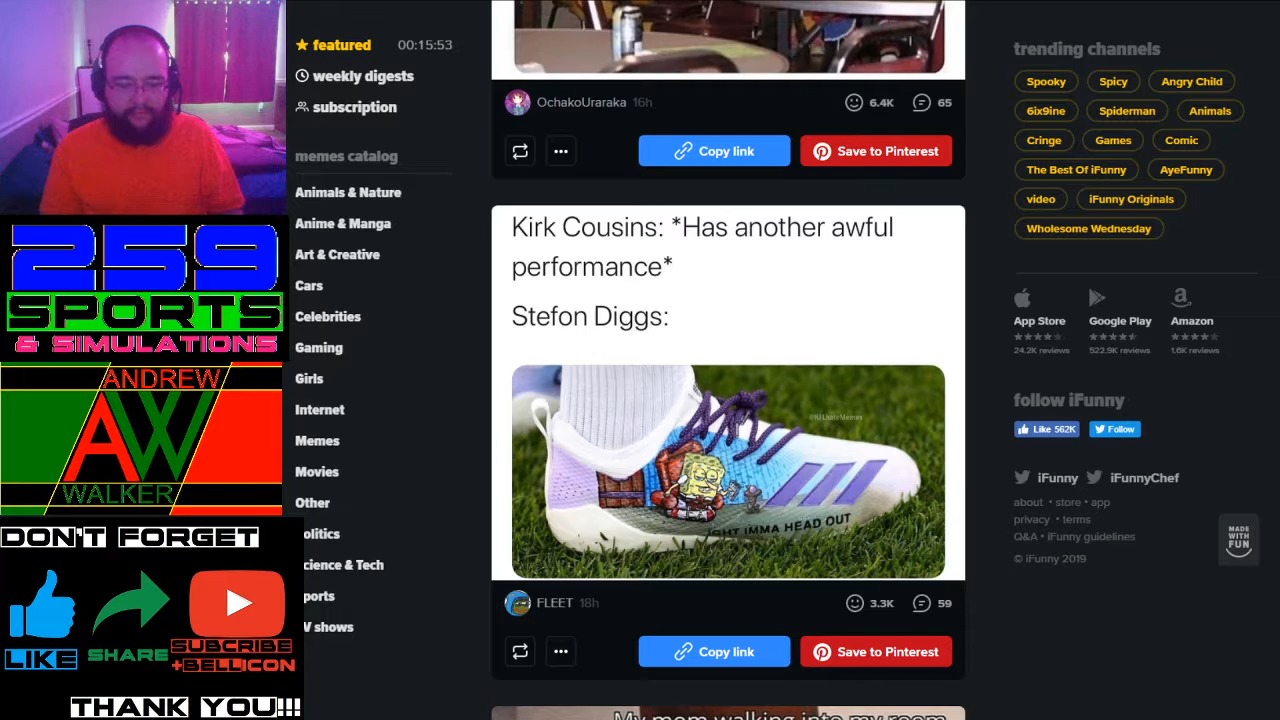 259
SPORTS
& SIMULATIONS
ANDREW
AW
WALKER
DON'T FORGET
LIKE
SHARE
SUBCRIBE
+BELLICON
THANK YOU!!!
featured 00:15:53
weekly digests
subscription
memes catalog
Animals & Nature
Anime & Manga
Art & Creative
Cars
Celebrities
Gaming
Girls
Internet
Memes
Movies
Other
olitics
cience & Tech
ports
V shows
OchakoUraraka 16h 6.4K 65
Copy link Save to Pinterest
Kirk Cousins: *Has another awful
performance*
Stefon Diggs:
IGHT IMMA HEAD OUT
FLEET 18h 3.3K 59
Copy link Save to Pinterest
My mom walking into my room
trending channels
Spooky Spicy Angry Child
6ix9ine Spiderman Animals
Cringe Games Comic
The Best Of iFunny AyeFunny
video iFunny Originals
Wholesome Wednesday
App Store Google Play Amazon
24.2K reviews 522.9K reviews 1.6K reviews
follow iFunny
Like 562K Follow
iFunny iFunnyChef
about · store · app
privacy · terms
Q&A · iFunny guidelines
© iFunny 2019
MADE
WITH
FUN